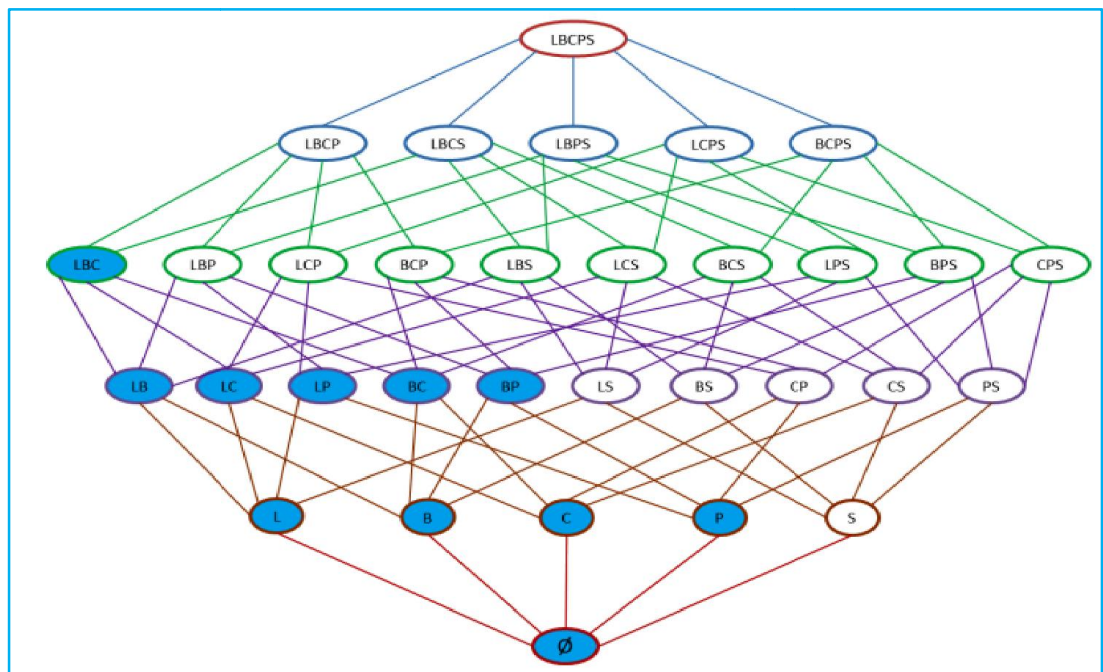 LBCPS
LBCP LBCS LBPS LCPS BCPS
LBC LBP LCP BCP LBS LCS BCS LPS BPS CPS
LB LC LP BC BP LS BS CP CS PS
L B C P S
Ø